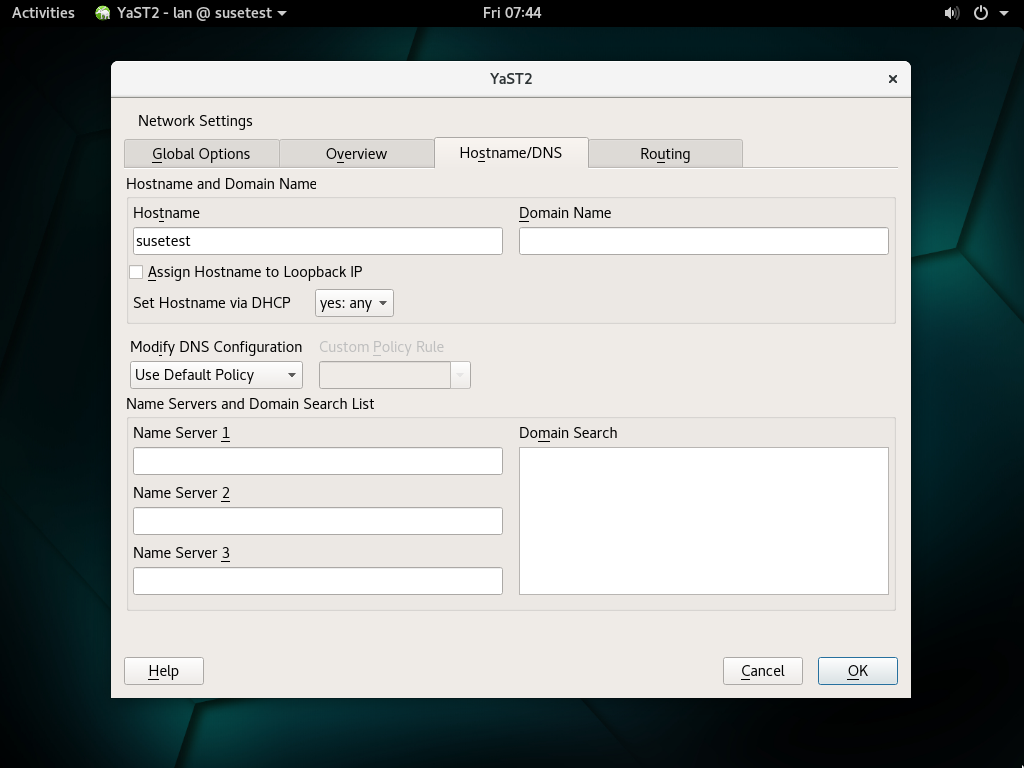 Activities YaST2 - lan @ susetest Fri 07:44
YaST2
Network Settings
Global Options Overview Hostname/DNS Routing
Hostname and Domain Name
Hostname Domain Name
susetest
Assign Hostname to Loopback IP
Set Hostname via DHCP yes: any
Modify DNS Configuration Custom Policy Rule
Use Default Policy
Name Servers and Domain Search List
Name Server 1 Domain Search
Name Server 2
Name Server 3
Help Cancel OK